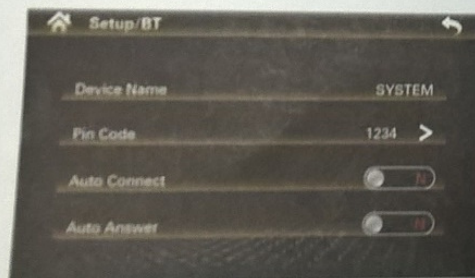 Setup/BT
Device Name SYSTEM
Pin Code 1234 >
Auto Connect N
Auto Answer N